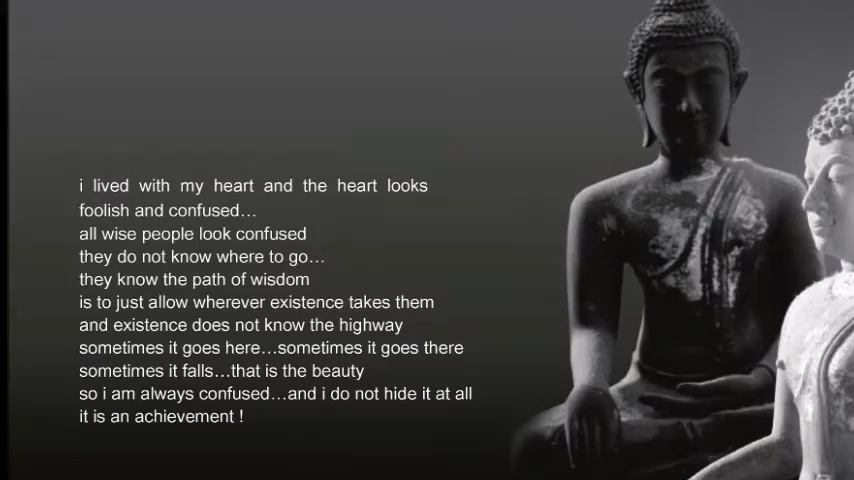 i lived with my heart and the heart looks
foolish and confused...
all wise people look confused
they do not know where to go...
they know the path of wisdom
is to just allow wherever existence takes them
and existence does not know the highway
sometimes it goes here...sometimes it goes there
sometimes it falls...that is the beauty
so i am always confused...and i do not hide it at all
it is an achievement !